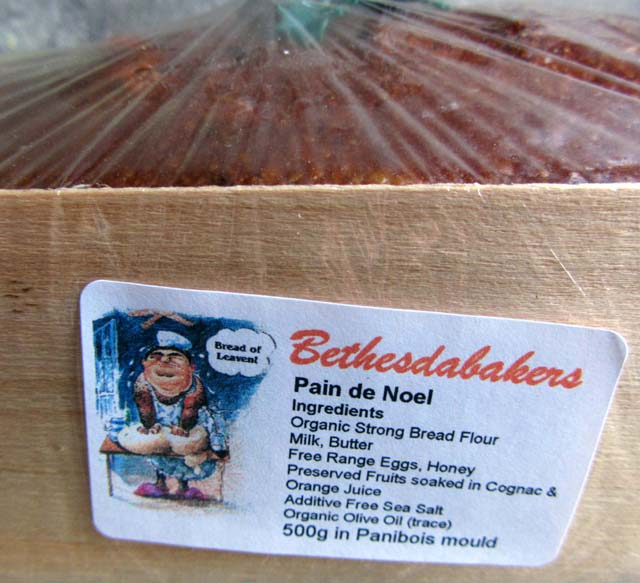 Bread of
Leaven!
Bethesdabakers
Pain de Noel
Ingredients
Organic Strong Bread Flour
Milk, Butter
Free Range Eggs, Honey
Preserved Fruits soaked in Cognac &
Orange Juice
Additive Free Sea Salt
Organic Olive Oil (trace)
500g in Panibois mould